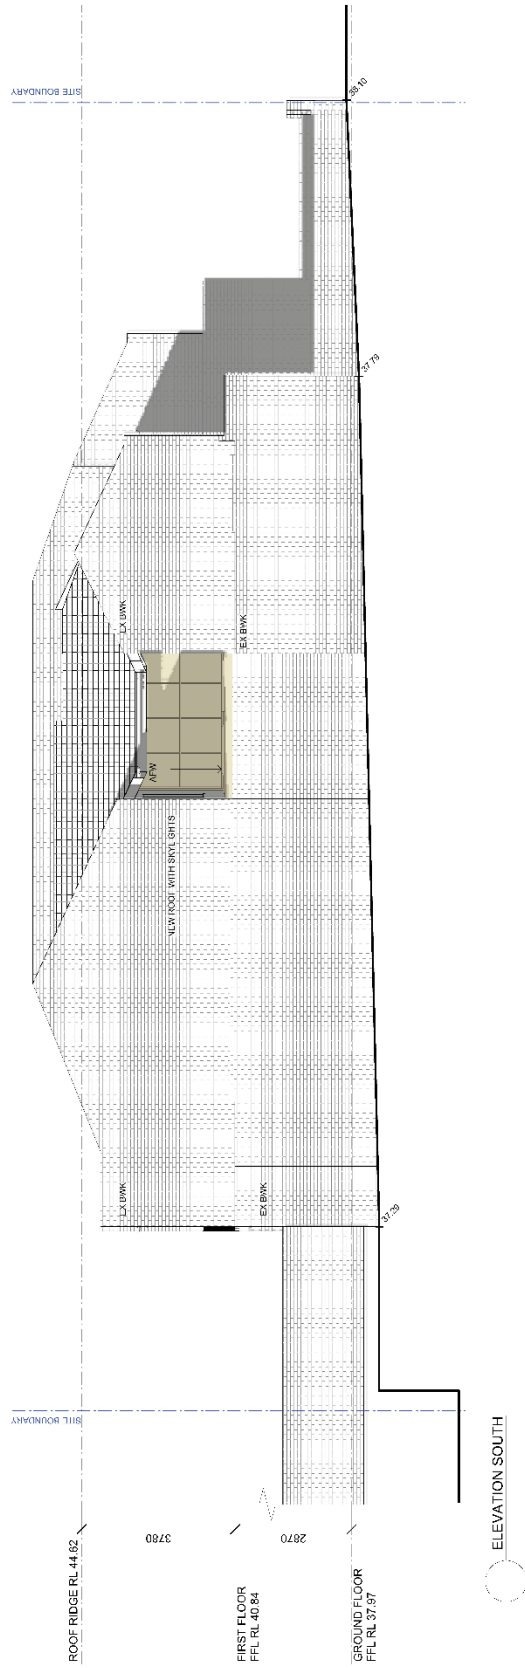 SITE BOUNDARY
SITE BOUNDARY
ROOF RIDGE RL 44.62
3780
EX BWK
EX BWK
AFW
NEW ROOF WITH SKYLIGHTS
FIRST FLOOR
FFL RL 40.84
2870
EX BWK
EX BWK
GROUND FLOOR
FFL RL 37.97
37.29
37.79
38.10
ELEVATION SOUTH